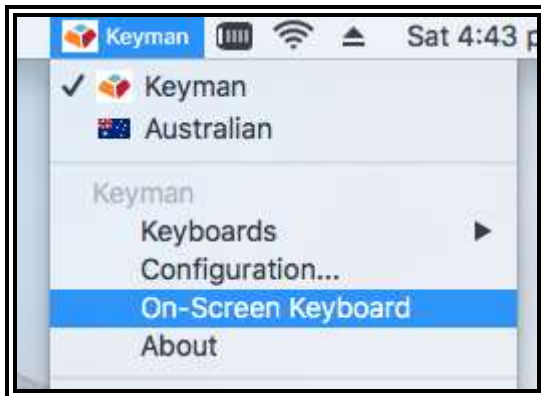 Keyman Sat 4:43 p
Keyman
Australian
Keyman
Keyboards
Configuration...
On-Screen Keyboard
About